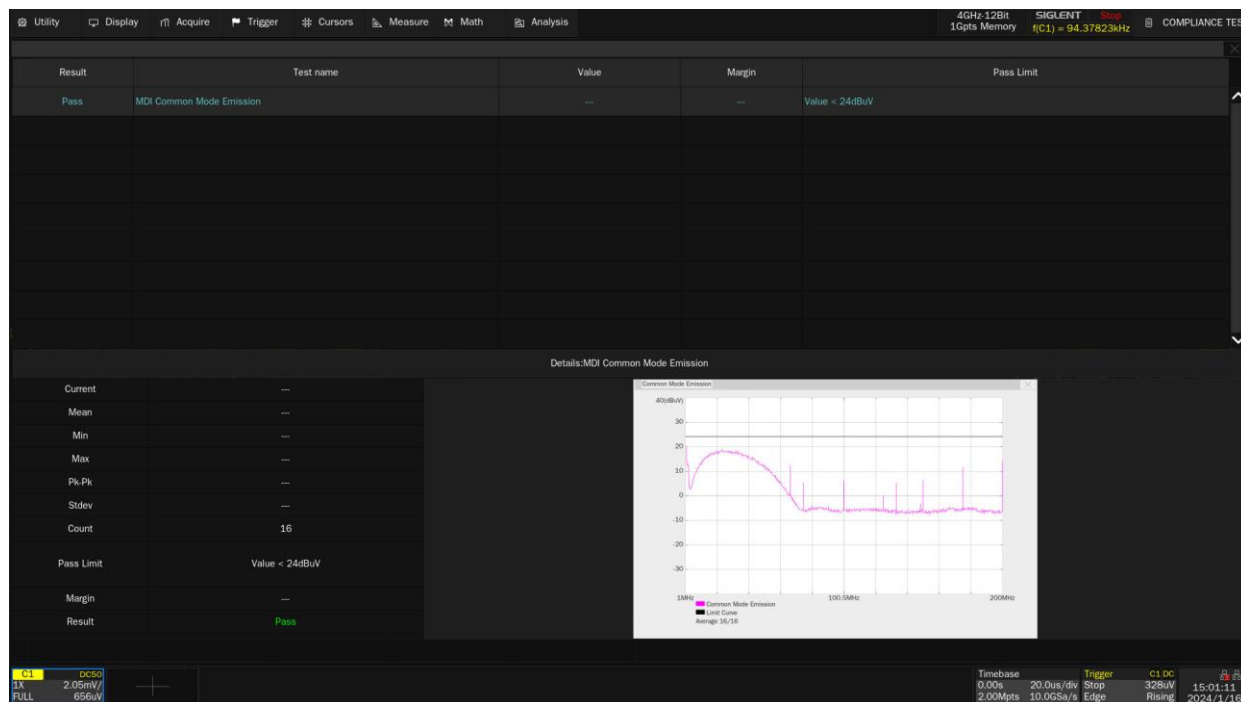 Utility Display Acquire Trigger Cursors Measure Math Analysis
4GHz-12Bit SIGLENT Stop
1Gpts Memory f(C1) = 94.37823kHz COMPLIANCE TES
Result Test name Value Margin Pass Limit
Pass MDI Common Mode Emission --- --- Value < 24dBuV
Details:MDI Common Mode Emission
Current ---
Mean ---
Min ---
Max ---
Pk-Pk ---
Stdev ---
Count 16
Pass Limit Value < 24dBuV
Margin ---
Result Pass
Common Mode Emission
40(dBuV)
30
20
10
0
-10
-20
-30
1MHz 100.5MHz 200MHz
Common Mode Emission
Limit Curve
Average 16/16
C1 DC50
1X 2.05mV/
FULL 656uV
Timebase
0.00s 20.0us/div
2.00Mpts 10.0GSa/s
Trigger C1 DC
Stop 328uV
Edge Rising
15:01:11
2024/1/16